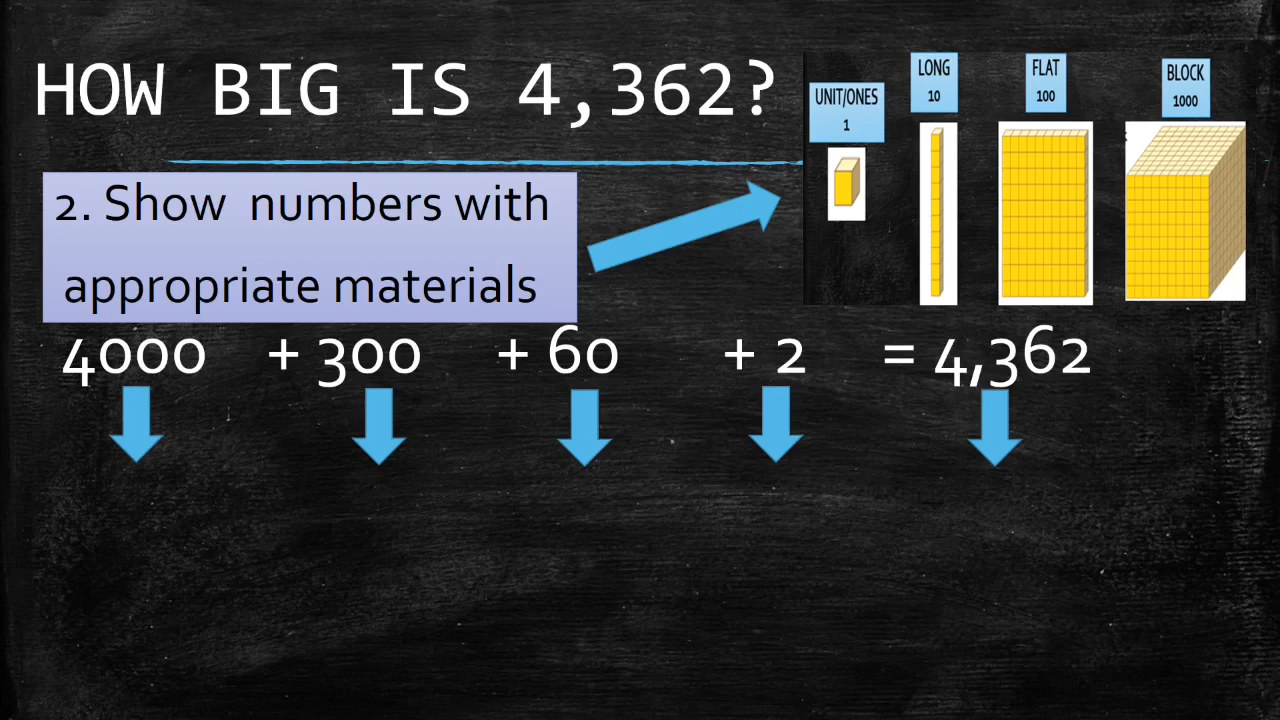 HOW BIG IS 4,362?
UNIT/ONES
1
LONG
10
FLAT
100
BLOCK
1000
2. Show numbers with
appropriate materials
4000 + 300 + 60 + 2 = 4,362